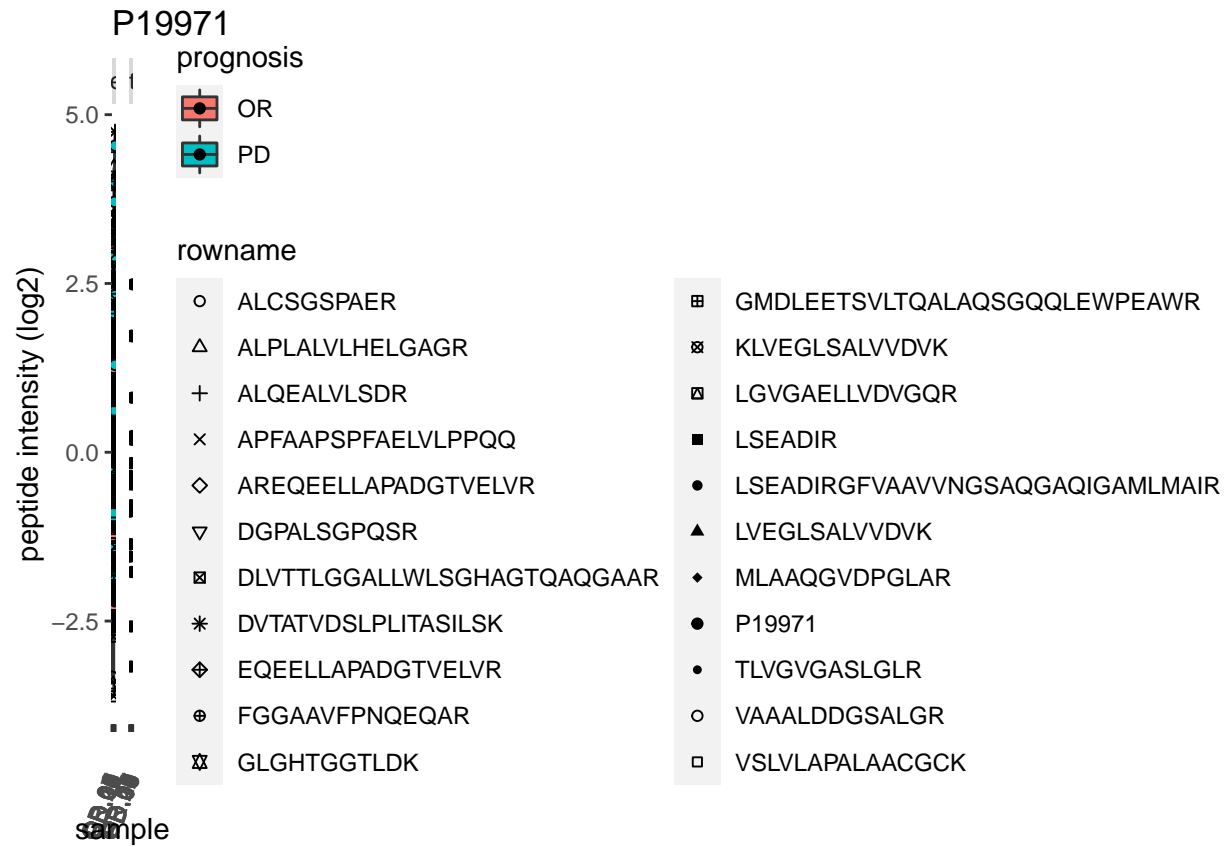 P19971
prognosis
OR
PD
5.0
2.5
0.0
−2.5
peptide intensity (log2)
sample
rowname
ALCSGSPAER
ALPLALVLHELGAGR
ALQEALVLSDR
APFAAPSPFAELVLPPQQ
AREQEELLAPADGTVELVR
DGPALSGPQSR
DLVTTLGGALLWLSGHAGTQAQGAAR
DVTATVDSLPLITASILSK
EQEELLAPADGTVELVR
FGGAAVFPNQEQAR
GLGHTGGTLDK
GMDLEETSVLTQALAQSGQQLEWPEAWR
KLVEGLSALVVDVK
LGVGAELLVDVGQR
LSEADIR
LSEADIRGFVAAVVNGSAQGAQIGAMLMAIR
LVEGLSALVVDVK
MLAAQGVDPGLAR
P19971
TLVGVGASLGLR
VAAALDDGSALGR
VSLVLAPALAACGCK